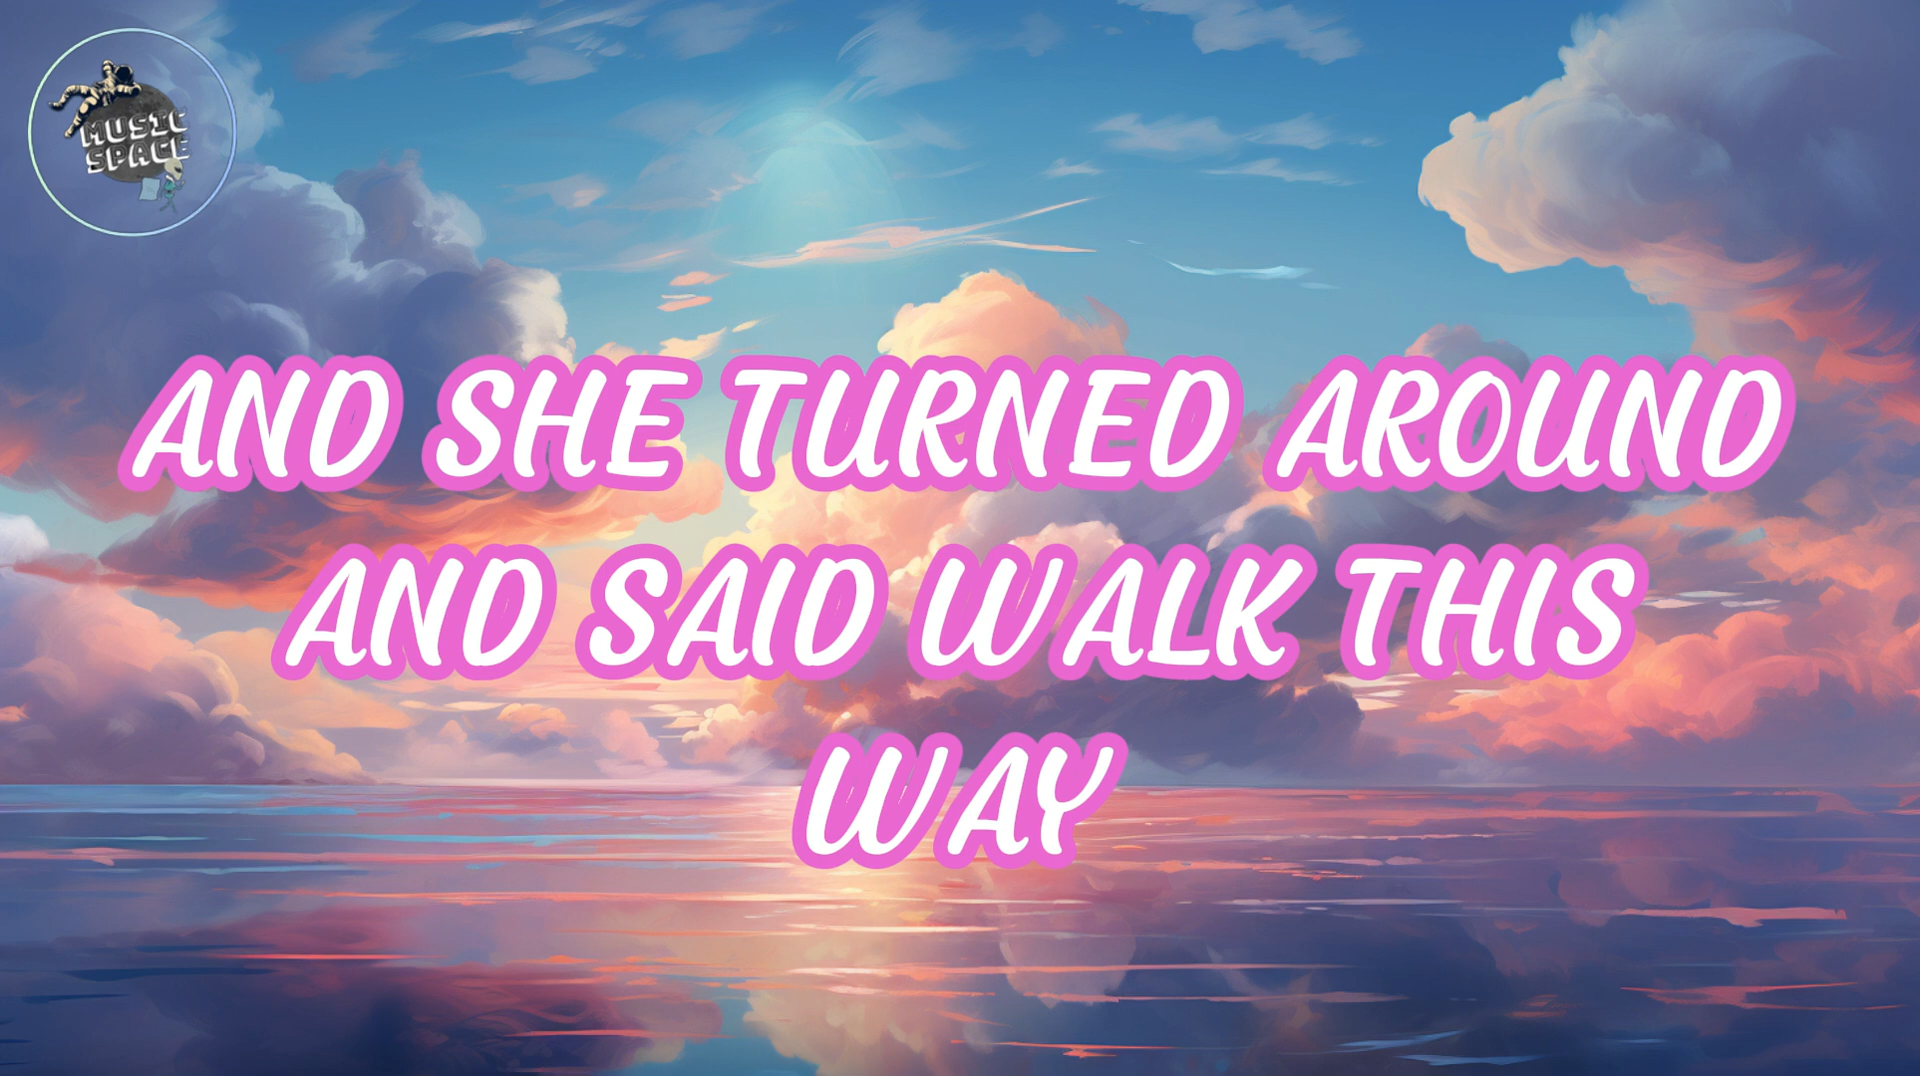 MUSIC
SPACE
AND SHE TURNED AROUND
AND SAID WALK THIS
WAY